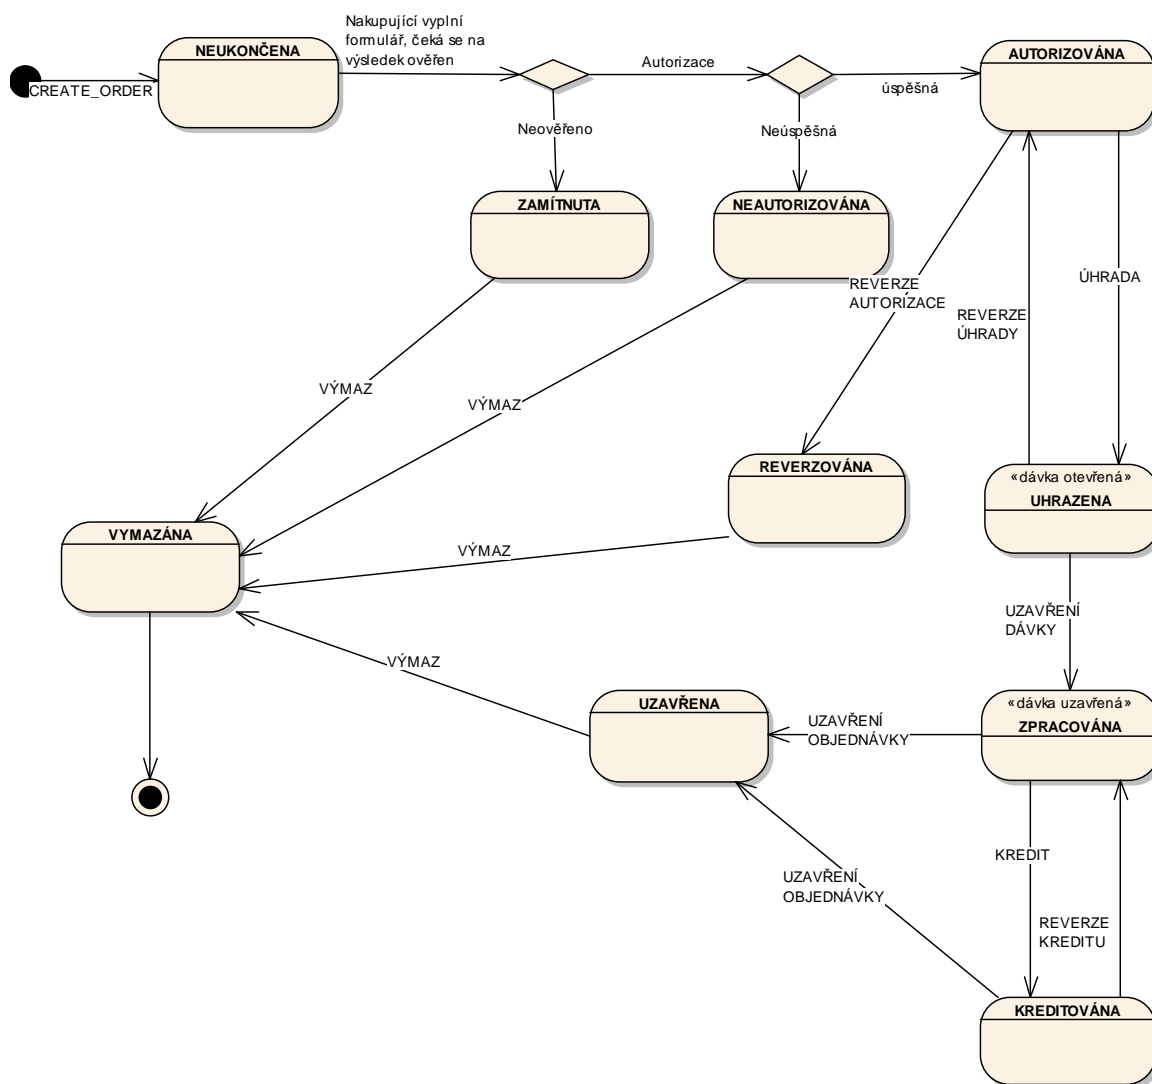 Nakupující vyplní
formulář, čeká se na
výsledek ověřen
NEUKONČENA
CREATE_ORDER
Autorizace
úspěšná
AUTORIZOVÁNA
Neověřeno
Neúspěšná
ZAMÍTNUTA
NEAUTORIZOVÁNA
REVERZE
AUTORIZACE
ÚHRADA
REVERZE
ÚHRADY
VÝMAZ
VÝMAZ
REVERZOVÁNA
«dávka otevřená»
UHRAZENA
VYMAZÁNA
VÝMAZ
UZAVŘENÍ
DÁVKY
VÝMAZ
UZAVŘENA
UZAVŘENÍ
OBJEDNÁVKY
«dávka uzavřená»
ZPRACOVÁNA
KREDIT
UZAVŘENÍ
OBJEDNÁVKY
REVERZE
KREDITU
KREDITOVÁNA